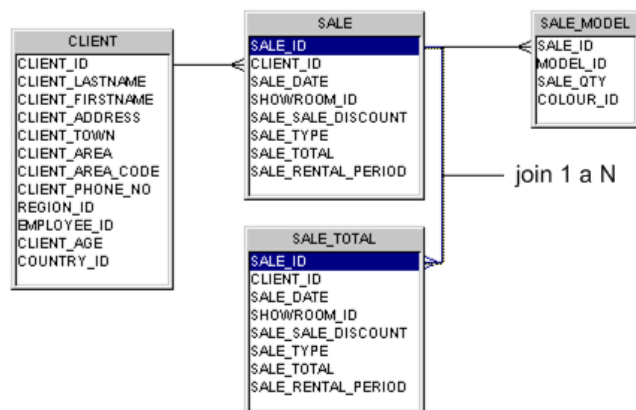 CLIENT
CLIENT_ID
CLIENT_LASTNAME
CLIENT_FIRSTNAME
CLIENT_ADDRESS
CLIENT_TOWN
CLIENT_AREA
CLIENT_AREA_CODE
CLIENT_PHONE_NO
REGION_ID
EMPLOYEE_ID
CLIENT_AGE
COUNTRY_ID
SALE
SALE_ID
CLIENT_ID
SALE_DATE
SHOWROOM_ID
SALE_SALE_DISCOUNT
SALE_TYPE
SALE_TOTAL
SALE_RENTAL_PERIOD
SALE_MODEL
SALE_ID
MODEL_ID
SALE_QTY
COLOUR_ID
join 1 a N
SALE_TOTAL
SALE_ID
CLIENT_ID
SALE_DATE
SHOWROOM_ID
SALE_SALE_DISCOUNT
SALE_TYPE
SALE_TOTAL
SALE_RENTAL_PERIOD